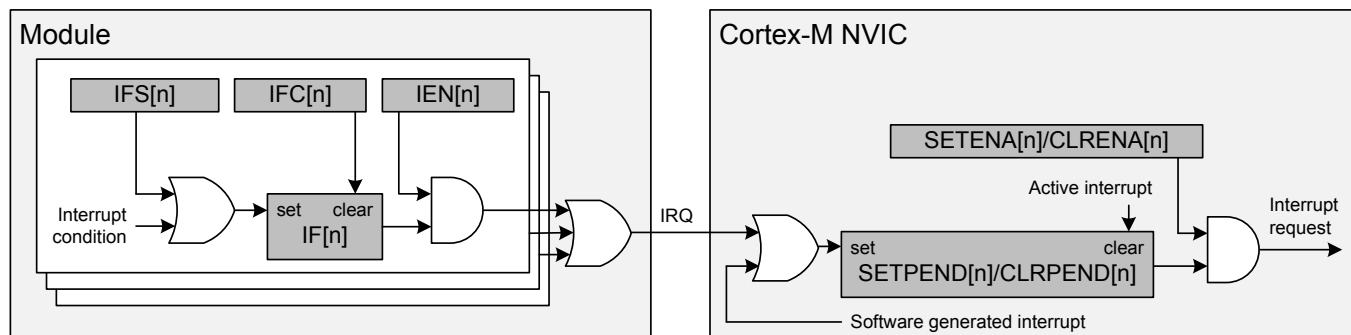 Module
IFS[n]
IFC[n]
IEN[n]
Interrupt
condition
set
clear
IF[n]
IRQ
Cortex-M NVIC
SETENA[n]/CLRENA[n]
Active interrupt
set
clear
SETPEND[n]/CLRPEND[n]
Software generated interrupt
Interrupt
request